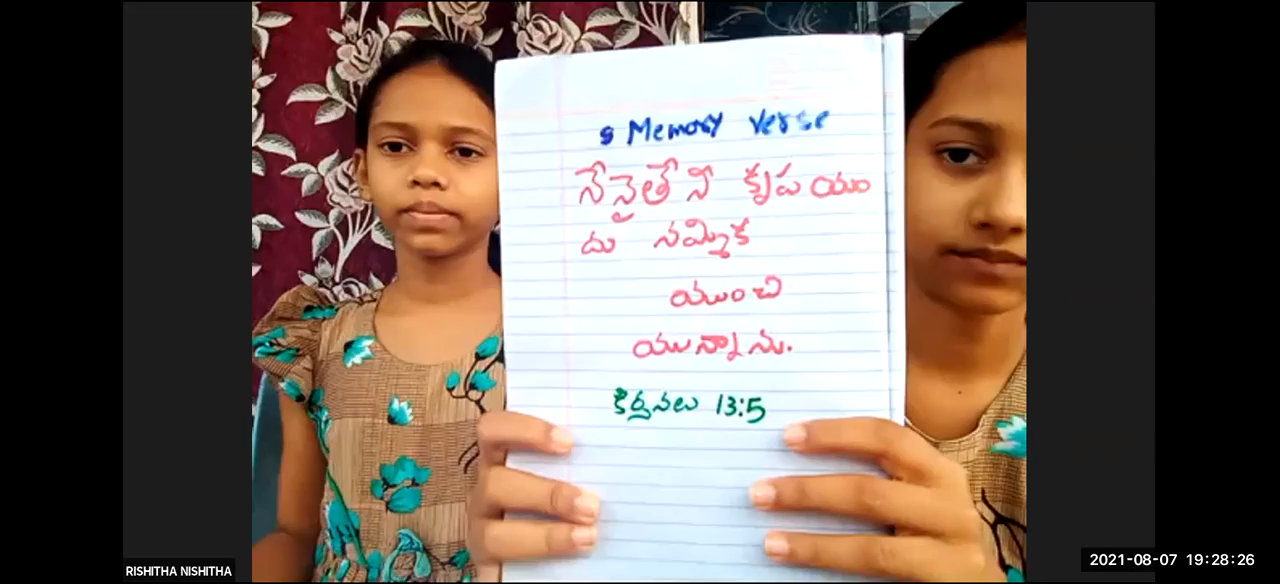 Memory Verse
నేనైతే నీ కృప యం
దు నమ్మిక
యుంచి
యున్నాను.
కీర్తనలు 13:5
RISHITHA NISHITHA
2021-08-07 19:28:26